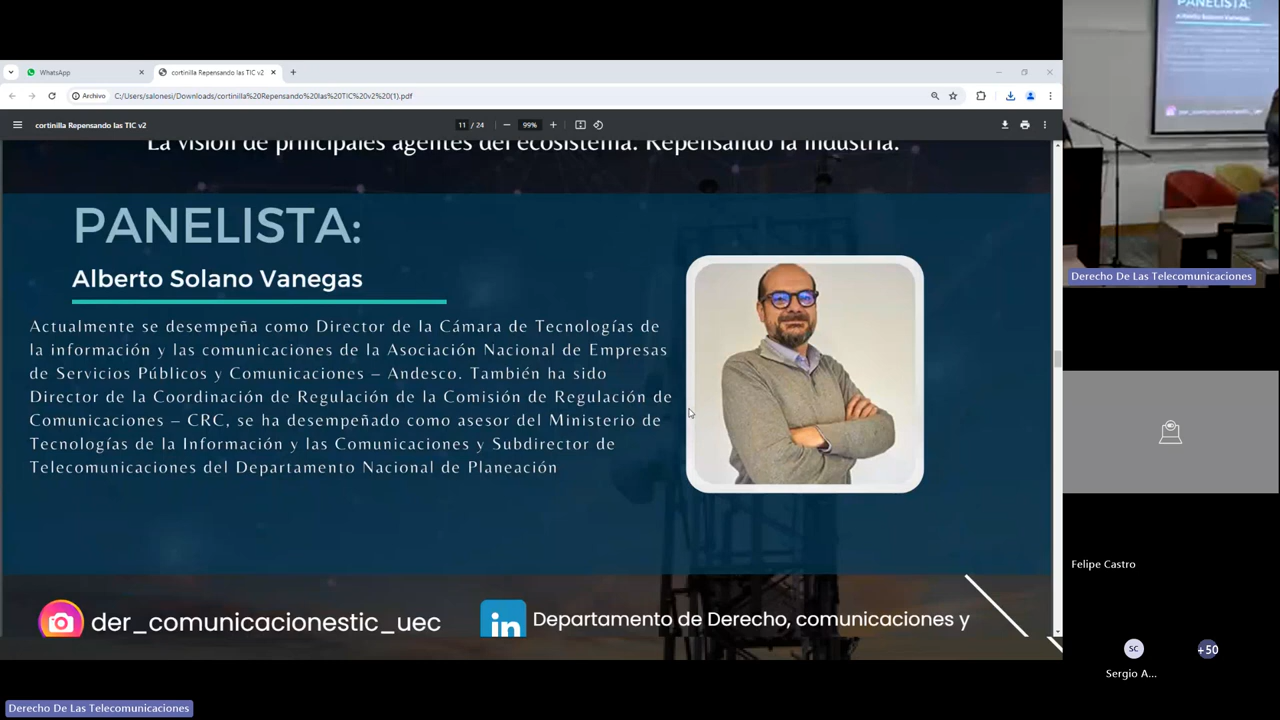 WhatsApp
cortinilla Repensando las TIC v2
Archivo
C:/Users/salonesi/Downloads/cortinilla%20Repensando%20las%20TIC%20v2%20(1).pdf
cortinilla Repensando las TIC v2
11 / 24
99%
La visión de principales agentes del ecosistema. Repensando la industria.
PANELISTA:
Alberto Solano Vanegas
Actualmente se desempeña como Director de la Cámara de Tecnologías de
la información y las comunicaciones de la Asociación Nacional de Empresas
de Servicios Públicos y Comunicaciones – Andesco. También ha sido
Director de la Coordinación de Regulación de la Comisión de Regulación de
Comunicaciones – CRC, se ha desempeñado como asesor del Ministerio de
Tecnologías de la Información y las Comunicaciones y Subdirector de
Telecomunicaciones del Departamento Nacional de Planeación
der_comunicacionestic_uec
in
Departamento de Derecho, comunicaciones y
PANELISTA:
Alberto Solano Vanegas
Derecho De Las Telecomunicaciones
Felipe Castro
SC
+50
Sergio A...
Derecho De Las Telecomunicaciones